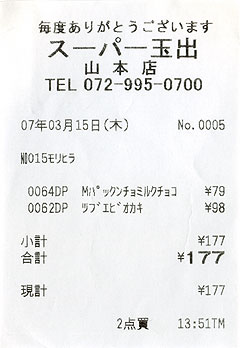 毎度ありがとうございます
スーパー玉出
山本店
TEL 072-995-0700
07年03月15日(木) No.0005
N0015モリヒラ
0064DP Mパックンチョミルクチョコ ¥79
0062DP ツブエビオカキ ¥98
小計 ¥177
合計 ¥177
現計 ¥177
2点買 13:51TM